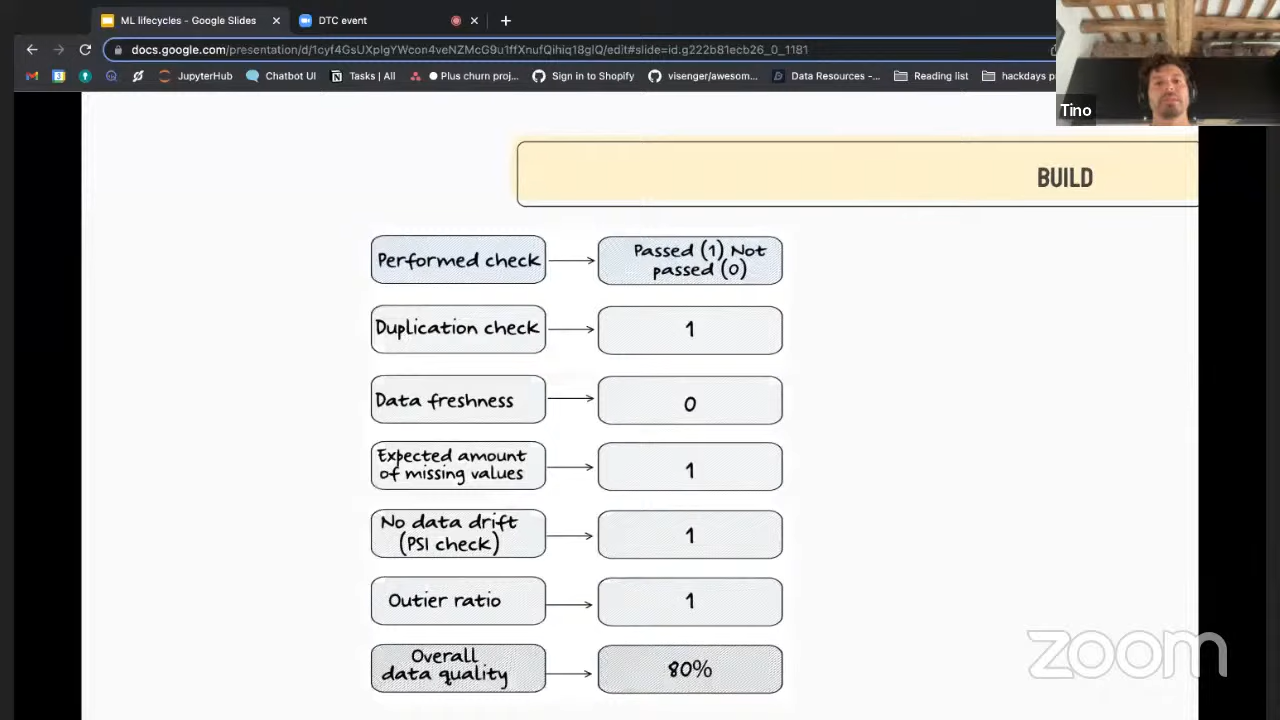 ML lifecycles - Google Slides
DTC event
docs.google.com/presentation/d/1cyf4GsUXplgYWcon4veNZMcG9u1ffXnufQihiq18glQ/edit#slide=id.g222b81ecb26_0_1181
JupyterHub
Chatbot UI
Tasks | All
Plus churn proj...
Sign in to Shopify
visenger/awesom...
Data Resources -...
Reading list
hackdays
Tino
BUILD
Performed check
Passed (1) Not
passed (0)
Duplication check
1
Data freshness
0
Expected amount
of missing values
1
No data drift
(PSI check)
1
Outier ratio
1
Overall
data quality
80%
zoom